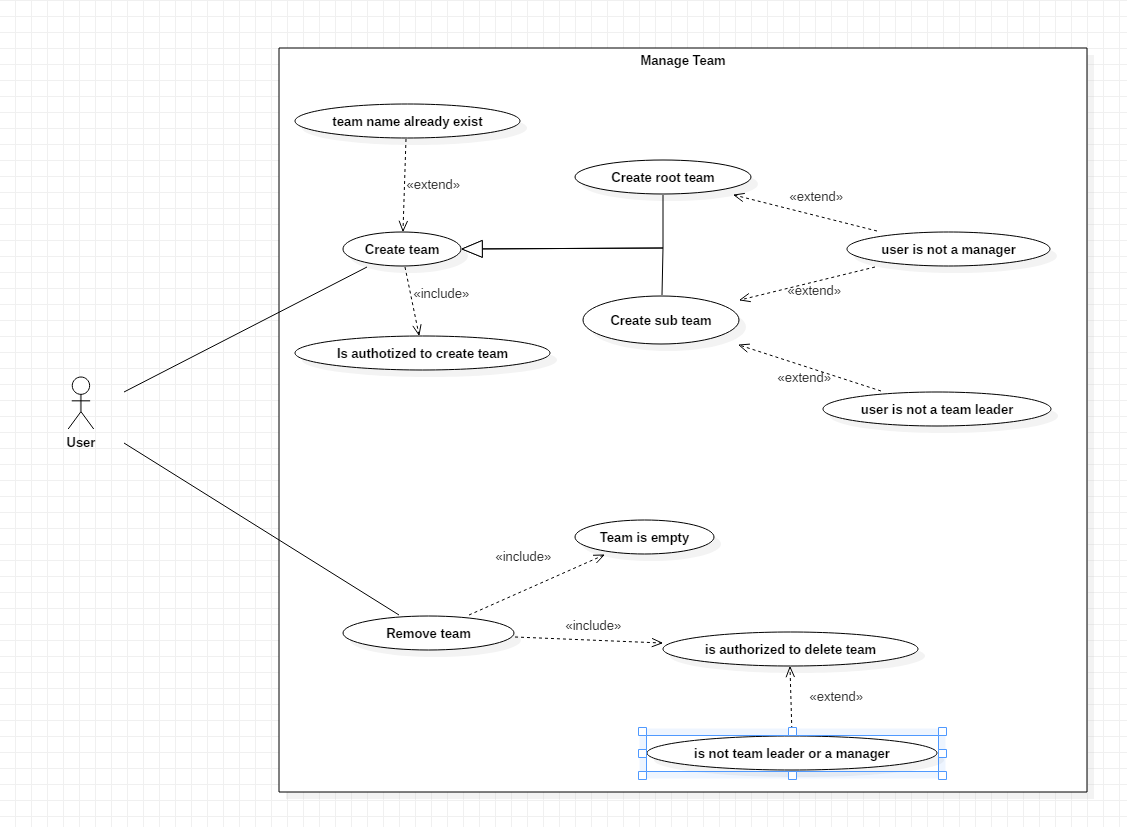 Manage Team
team name already exist
Create root team
«extend»
«extend»
Create team
user is not a manager
«include»
«extend»
Create sub team
Is authotized to create team
«extend»
user is not a team leader
User
Team is empty
«include»
«include»
Remove team
is authorized to delete team
«extend»
is not team leader or a manager